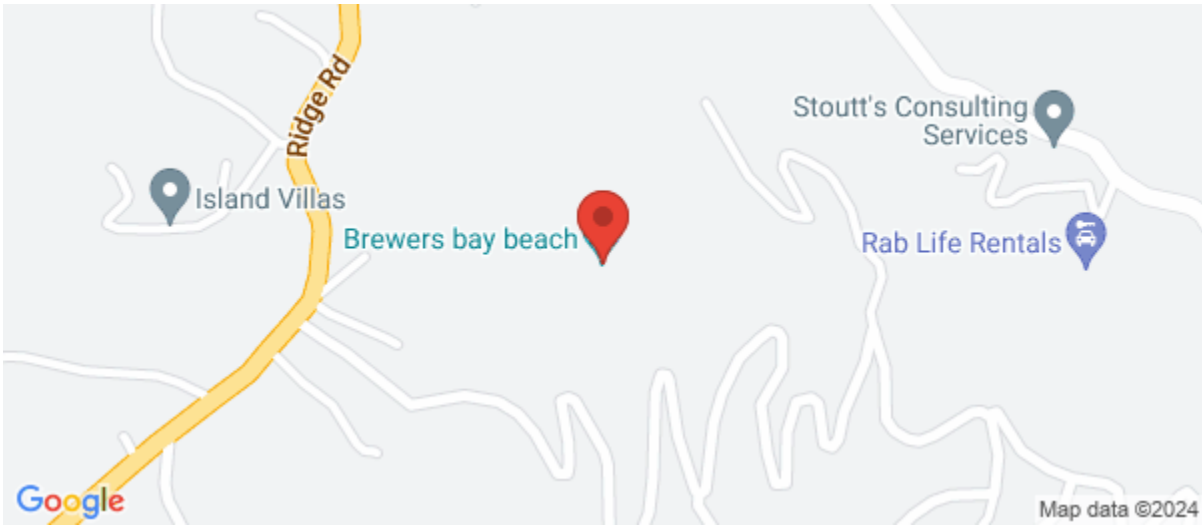 Ridge Rd
Stoutt's Consulting
Services
Island Villas
Brewers bay beach
Rab Life Rentals
Google
Map data ©2024